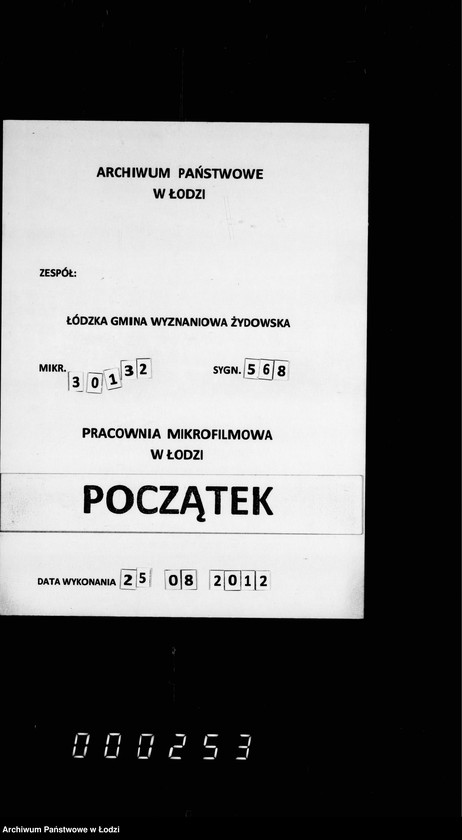 ARCHIWUM PAŃSTWOWE
W ŁODZI
ZESPÓŁ:
ŁÓDZKA GMINA WYZNANIOWA ŻYDOWSKA
MIKR. 30132 SYGN. 568
PRACOWNIA MIKROFILMOWA
W ŁODZI
POCZĄTEK
DATA WYKONANIA 25 08 2012
000253
Archiwum Państwowe w Łodzi